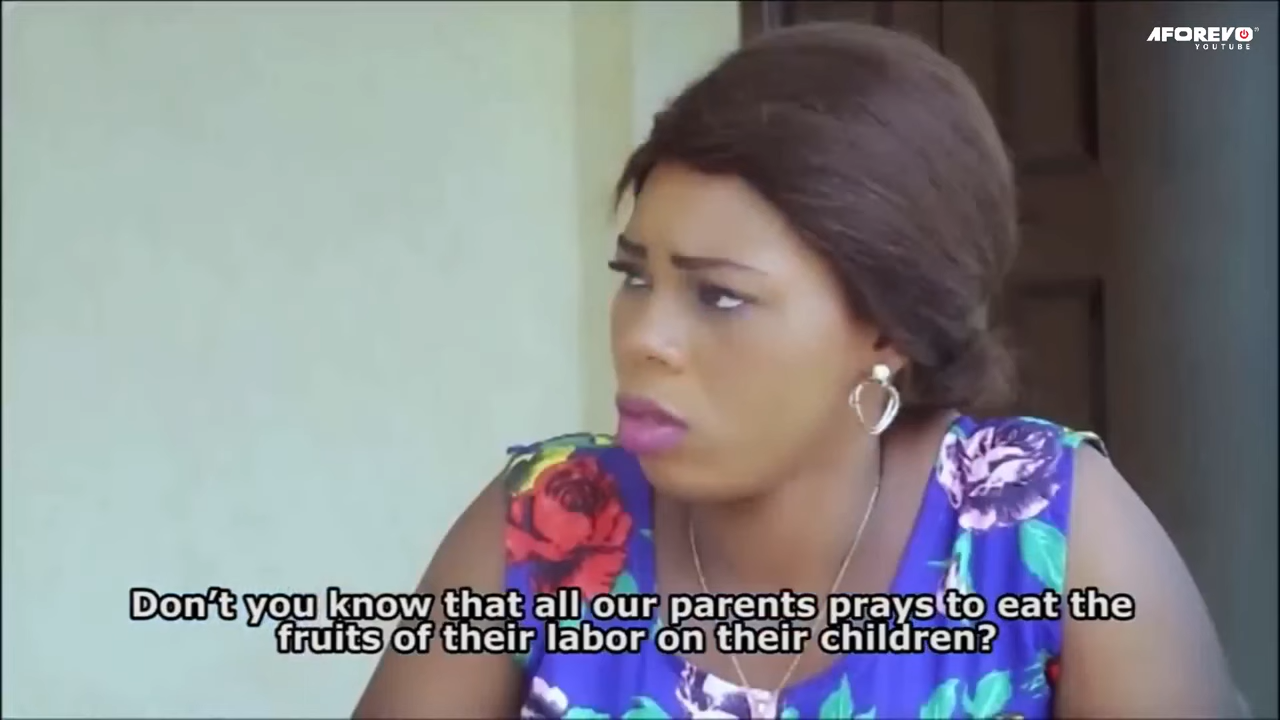 AFOREVO
YOUTUBE
Don't you know that all our parents prays to eat the
fruits of their labor on their children?